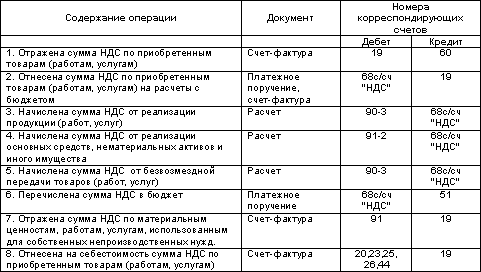 Содержание операции
Документ
Номера
корреспондирующих
счетов
Дебет
Кредит
1. Отражена сумма НДС по приобретенным
товарам (работам, услугам)
Счет-фактура
19
60
2. Отнесена сумма НДС по приобретенным
товарам (работам, услугам) на расчеты с
бюджетом
Платежное
поручение,
счет-фактура
68с/сч
"НДС"
19
3. Начислена сумма НДС от реализации
продукции (работ, услуг)
Расчет
90-3
68с/сч
"НДС"
4. Начислена сумма НДС от реализации
основных средств, нематериальных активов и
иного имущества
Расчет
91-2
68с/сч
"НДС"
5. Начислена сумма НДС от безвозмездной
передачи товаров (работ, услуг)
Расчет
90-3
68с/сч
"НДС"
6. Перечислена сумма НДС в бюджет
Платежное
поручение
68с/сч
"НДС"
51
7. Отражена сумма НДС по материальным
ценностям, работам, услугам, использованным
для собственных непроизводственных нужд.
Счет-фактура
91
19
8. Отнесена на себестоимость сумма НДС по
приобретенным товарам (работам, услугам)
Счет-фактура
20,23,25,
26,44
19